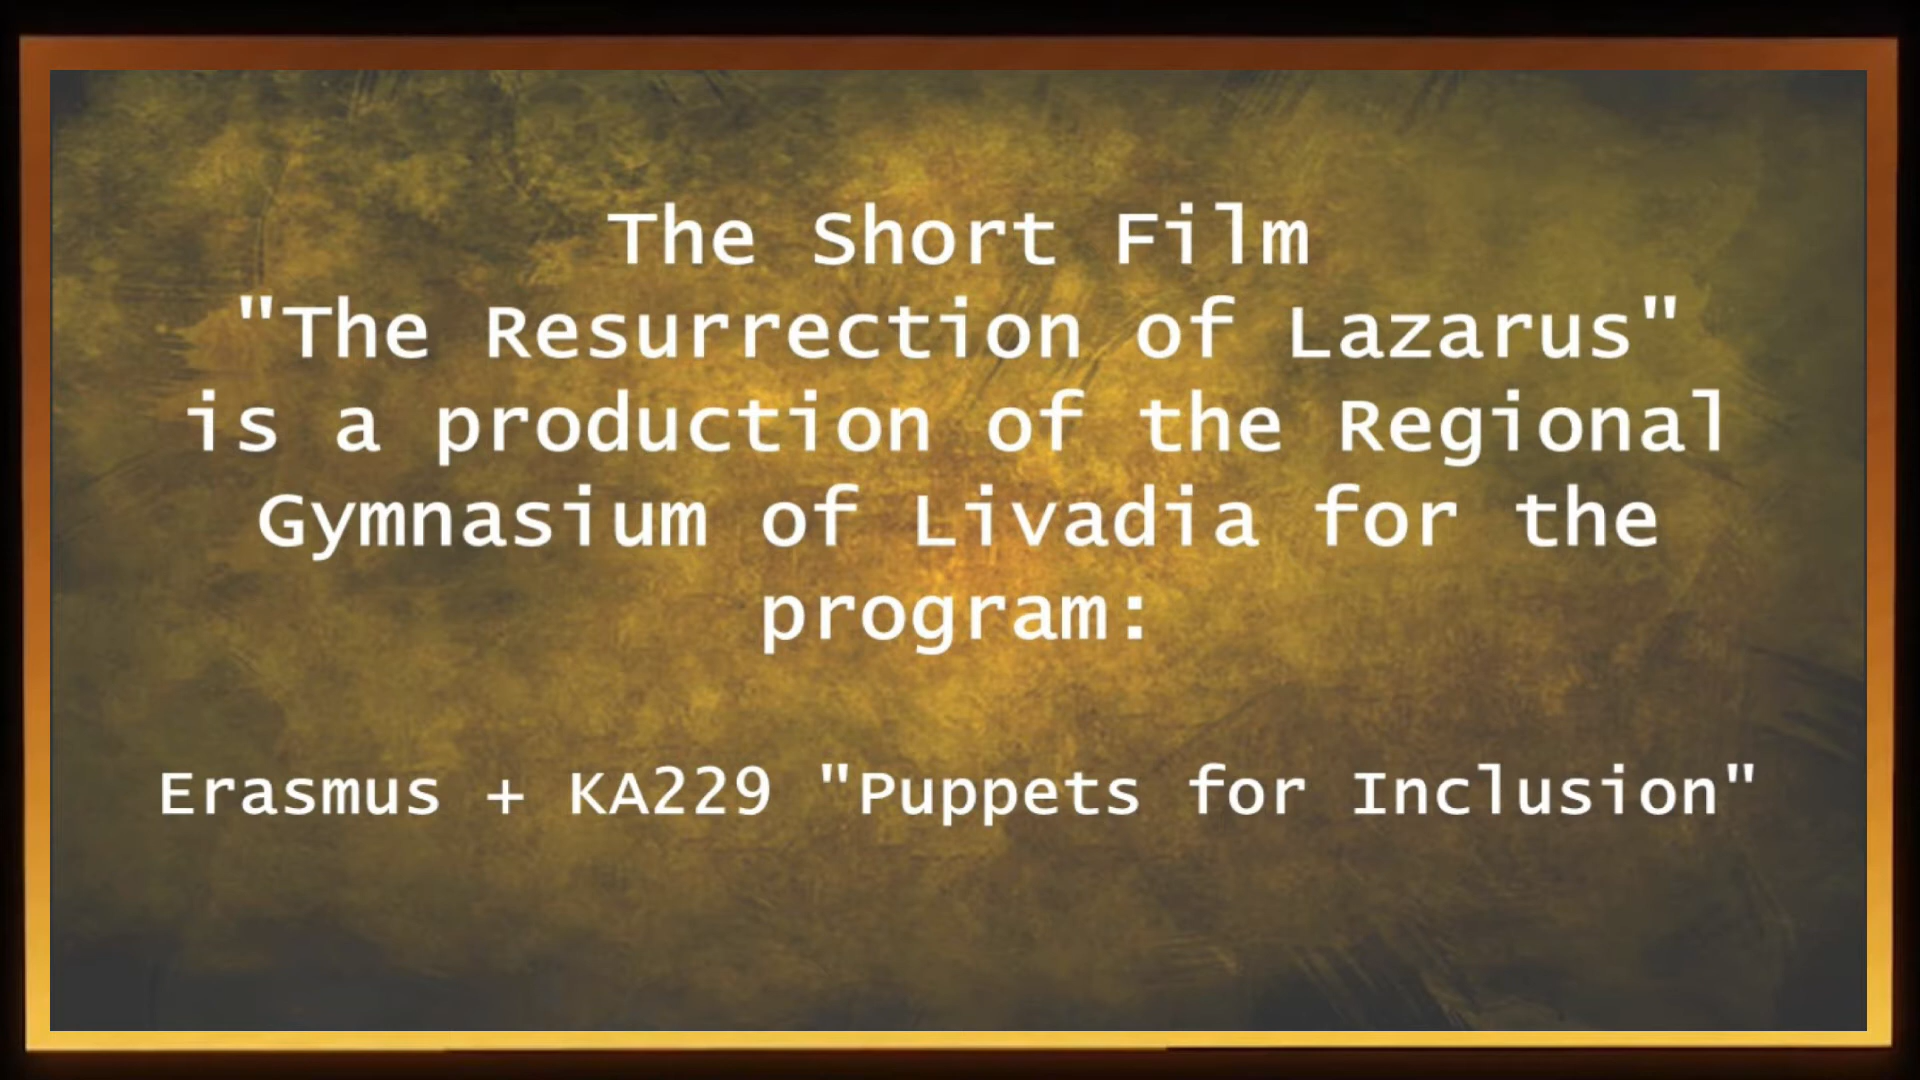 The Short Film
"The Resurrection of Lazarus"
is a production of the Regional
Gymnasium of Livadia for the
program:
Erasmus + KA229 "Puppets for Inclusion"